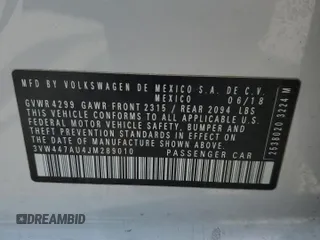 MFD BY VOLKSWAGEN DE MEXICO S.A. DE C.V.
MEXICO 06/18
GVWR 4299 GAWR FRONT 2315 / REAR 2094 LBS
THIS VEHICLE CONFORMS TO ALL APPLICABLE U.S.
FEDERAL MOTOR VEHICLE SAFETY, BUMPER AND
THEFT PREVENTION STANDARDS IN EFFECT ON
THE DATE OF MANUFACTURE SHOWN ABOVE.
3VW447AU4JM289010
PASSENGER CAR
2538020 3224 M
DREAMBID